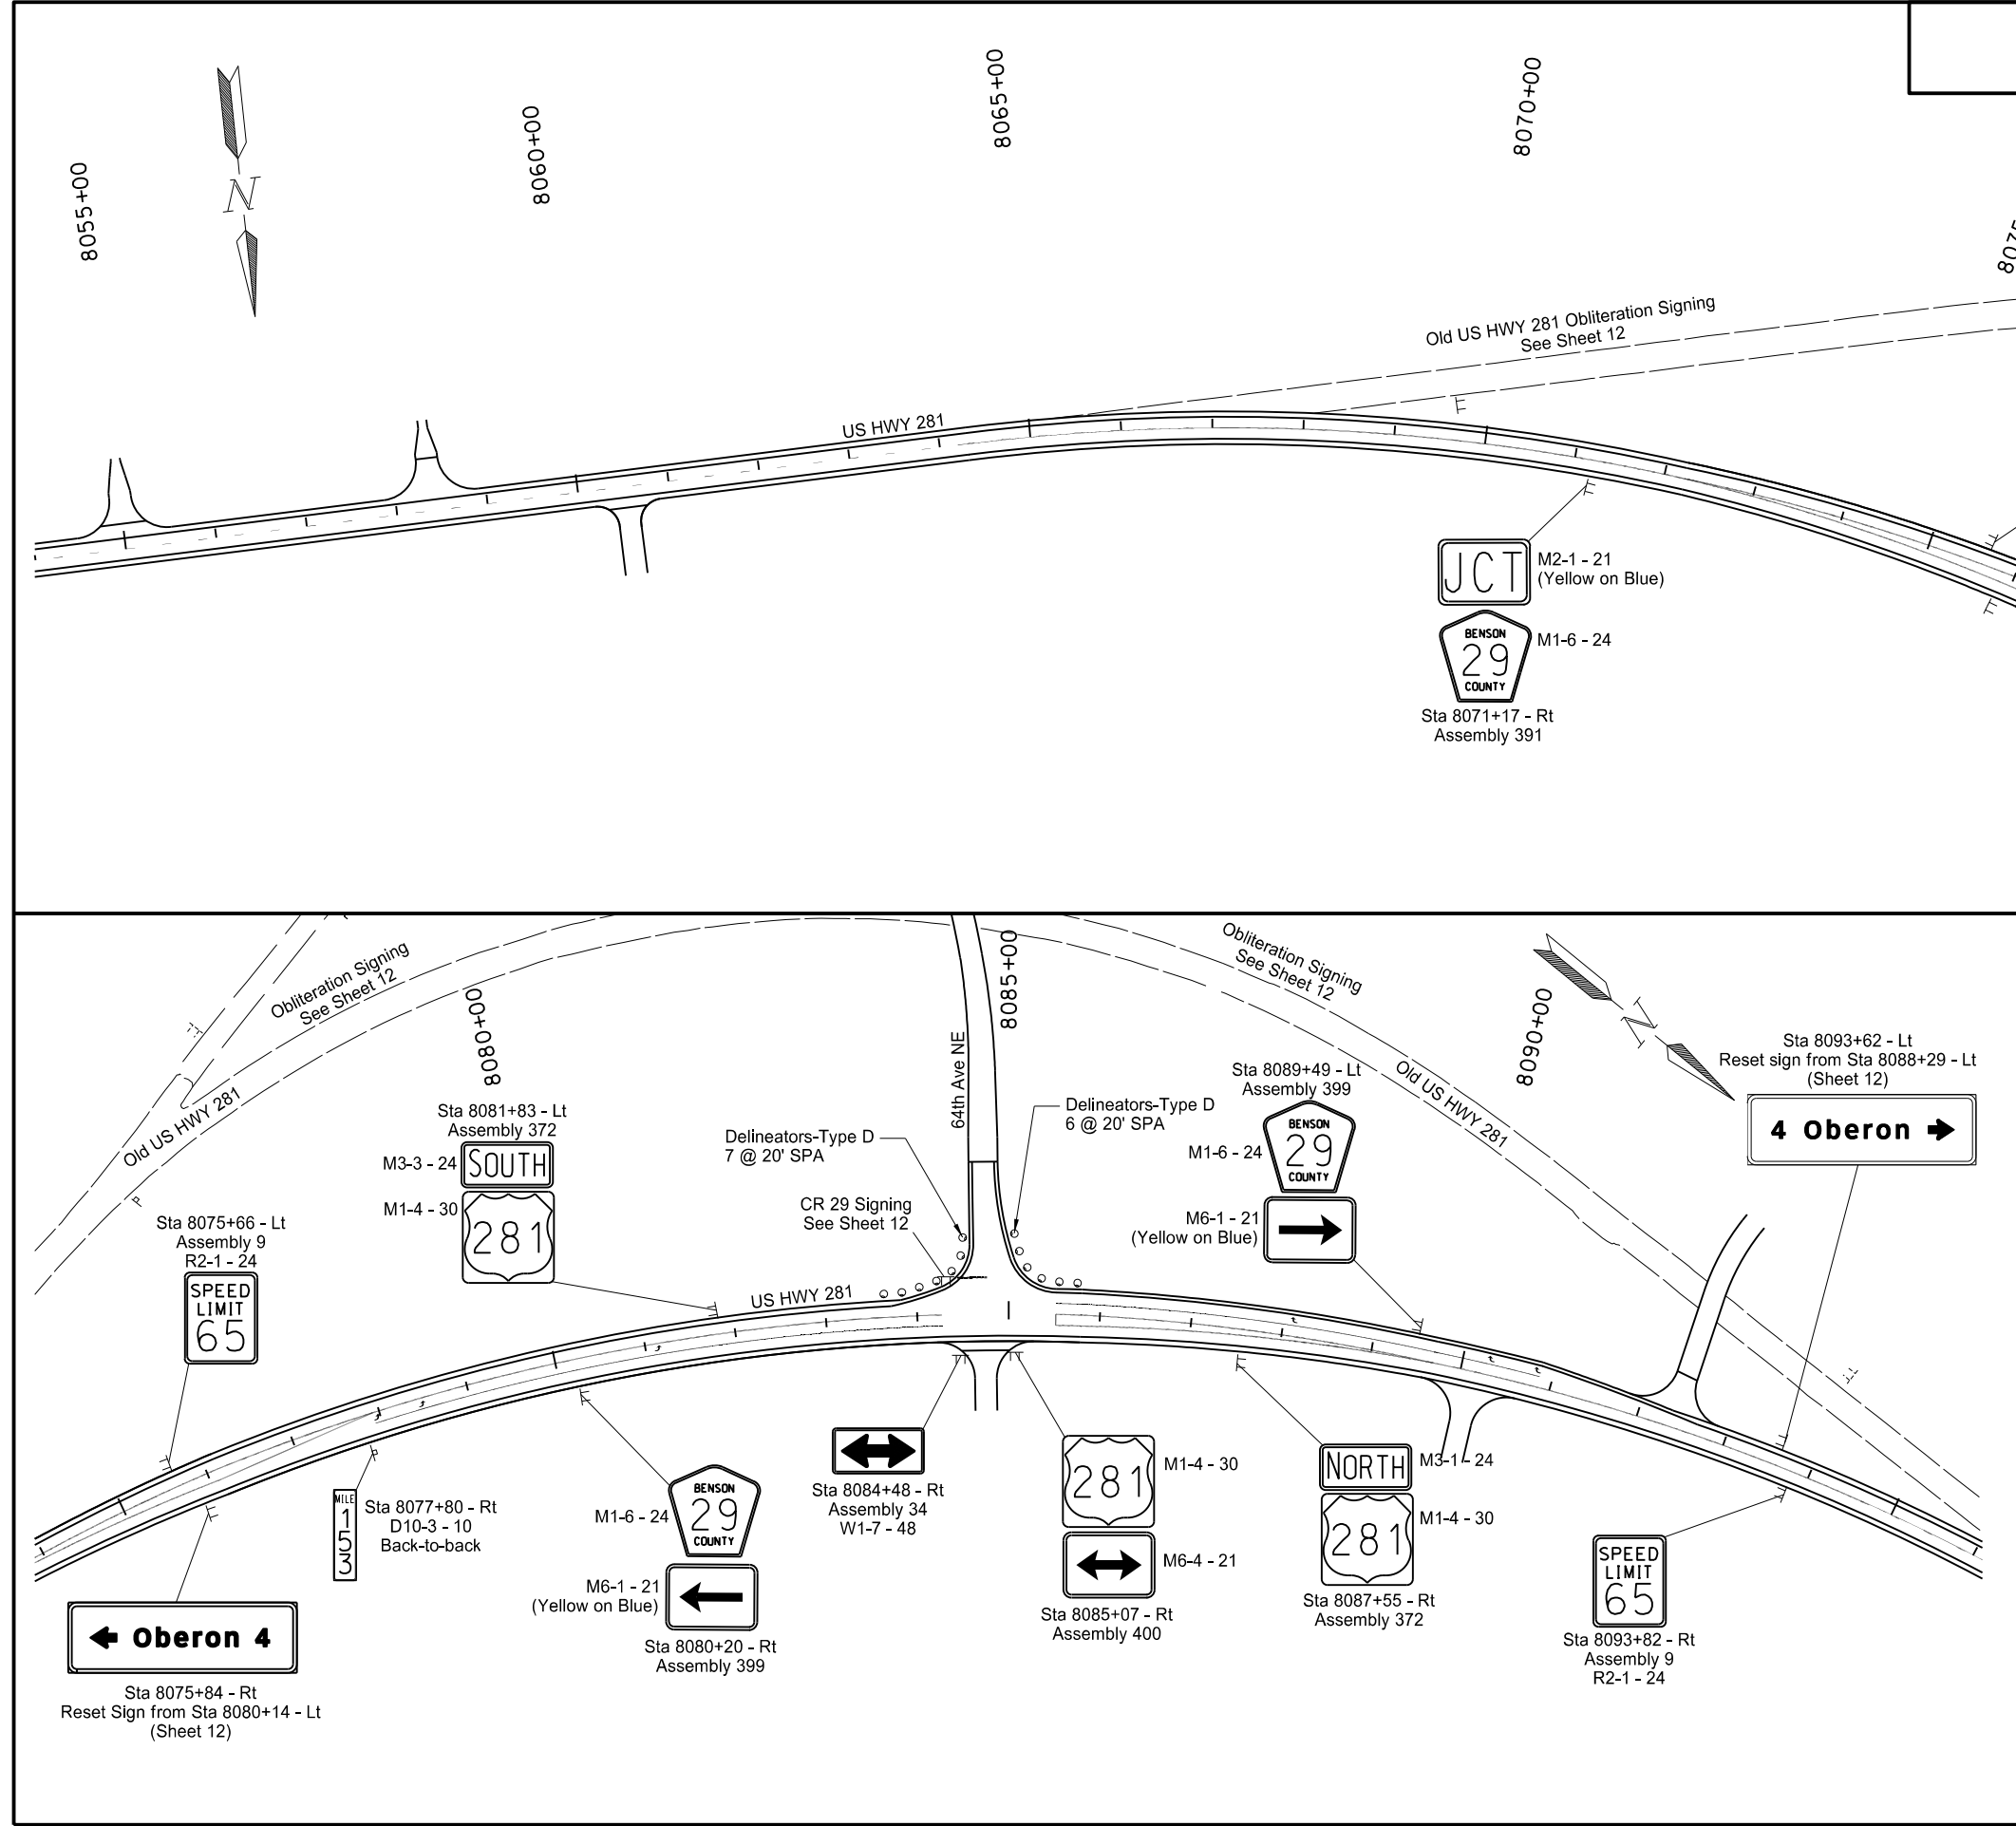 8055+00
8060+00
8065+00
8070+00
N
Old US HWY 281 Obliteration Signing
See Sheet 12
US HWY 281
JCT
M2-1 - 21
(Yellow on Blue)
BENSON
29
COUNTY
M1-6 - 24
Sta 8071+17 - Rt
Assembly 391
Obliteration Signing
See Sheet 12
Old US HWY 281
8080+00
8085+00
8090+00
64th Ave NE
Obliteration Signing
See Sheet 12
Old US HWY 281
N
Sta 8093+62 - Lt
Reset sign from Sta 8088+29 - Lt
(Sheet 12)
4 Oberon
Sta 8089+49 - Lt
Assembly 399
M1-6 - 24
BENSON
29
COUNTY
M6-1 - 21
(Yellow on Blue)
Delineators-Type D
6 @ 20' SPA
Delineators-Type D
7 @ 20' SPA
CR 29 Signing
See Sheet 12
Sta 8081+83 - Lt
Assembly 372
M3-3 - 24
SOUTH
M1-4 - 30
281
US HWY 281
Sta 8075+66 - Lt
Assembly 9
R2-1 - 24
SPEED
LIMIT
65
Oberon 4
Sta 8075+84 - Rt
Reset Sign from Sta 8080+14 - Lt
(Sheet 12)
MILE
1
5
3
Sta 8077+80 - Rt
D10-3 - 10
Back-to-back
M1-6 - 24
BENSON
29
COUNTY
M6-1 - 21
(Yellow on Blue)
Sta 8080+20 - Rt
Assembly 399
Sta 8084+48 - Rt
Assembly 34
W1-7 - 48
281
M1-4 - 30
M6-4 - 21
Sta 8085+07 - Rt
Assembly 400
NORTH
M3-1 - 24
281
M1-4 - 30
Sta 8087+55 - Rt
Assembly 372
SPEED
LIMIT
65
Sta 8093+82 - Rt
Assembly 9
R2-1 - 24